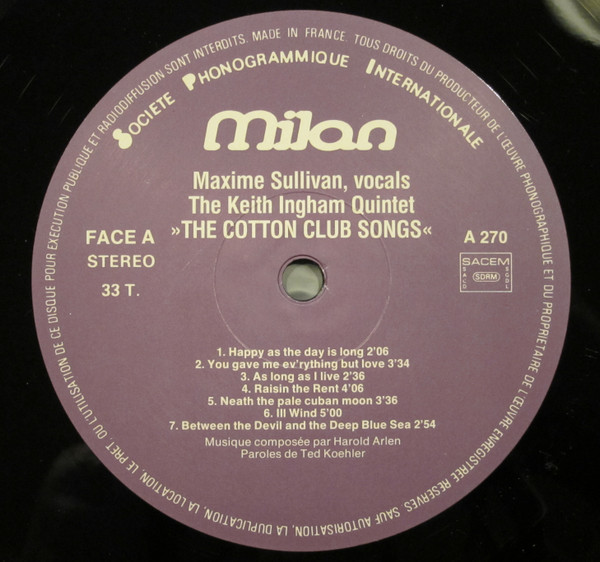 TOUS DROITS DU PRODUCTEUR DE L'ŒUVRE PHONOGRAPHIQUE ET DU PROPRIETAIRE DE L'ŒUVRE ENREGISTREE RESERVES. SAUF AUTORISATION, LA DUPLICATION, LA LOCATION, LE PRET OU L'UTILISATION DE CE DISQUE POUR EXECUTION PUBLIQUE ET RADIODIFFUSION SONT INTERDITS. MADE IN FRANCE.
SOCIETE PHONOGRAMMIQUE INTERNATIONALE
Milan
Maxime Sullivan, vocals
The Keith Ingham Quintet
»THE COTTON CLUB SONGS«
FACE A
STEREO
33 T.
A 270
SACEM
SACD
SDRM
SGDL
1. Happy as the day is long 2'06
2. You gave me ev'rything but love 3'34
3. As long as I live 2'36
4. Raisin the Rent 4'06
5. Neath the pale cuban moon 3'36
6. Ill Wind 5'00
7. Between the Devil and the Deep Blue Sea 2'54
Musique composée par Harold Arlen
Paroles de Ted Koehler